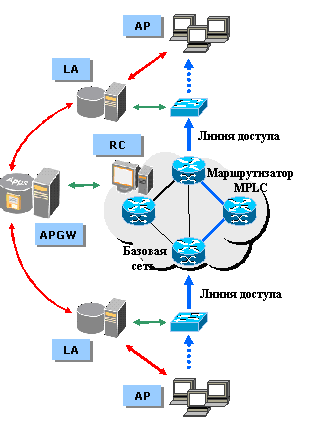 AP
LA
Линия доступа
RC
Маршрутизатор
MPLC
APGW
Базовая
сеть
Линия доступа
LA
AP